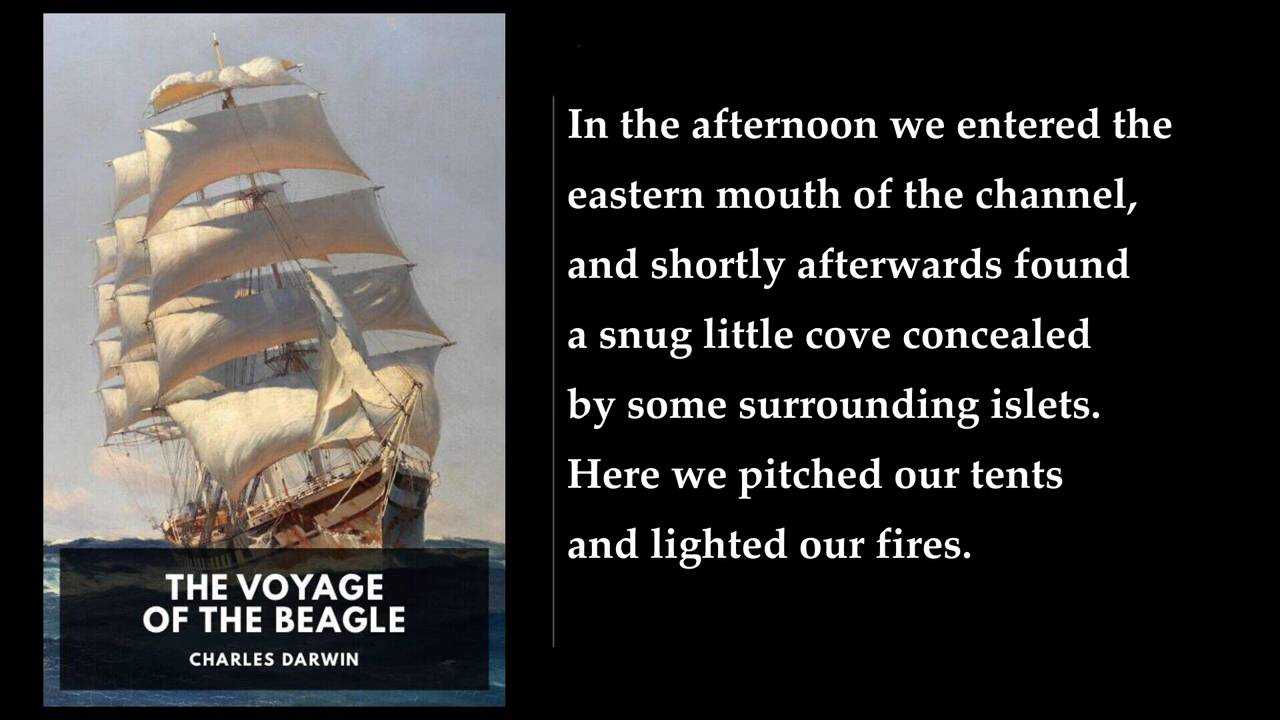 THE VOYAGE
OF THE BEAGLE
CHARLES DARWIN
In the afternoon we entered the
eastern mouth of the channel,
and shortly afterwards found
a snug little cove concealed
by some surrounding islets.
Here we pitched our tents
and lighted our fires.